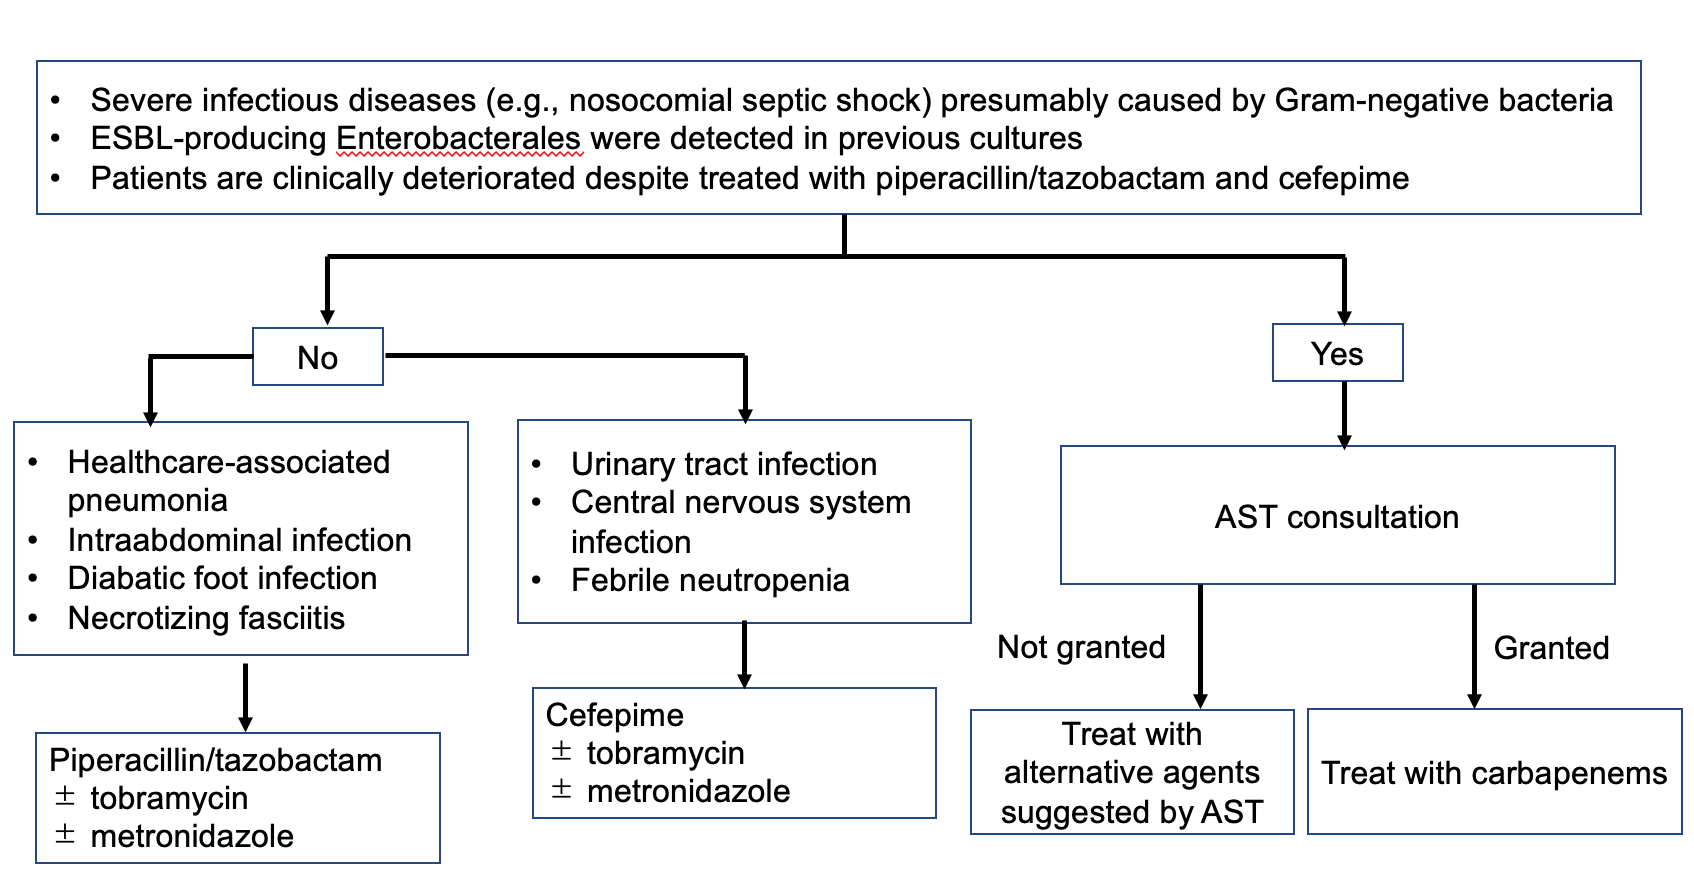 • Severe infectious diseases (e.g., nosocomial septic shock) presumably caused by Gram-negative bacteria
• ESBL-producing Enterobacterales were detected in previous cultures
• Patients are clinically deteriorated despite treated with piperacillin/tazobactam and cefepime
No
Yes
• Healthcare-associated
pneumonia
• Intraabdominal infection
• Diabatic foot infection
• Necrotizing fasciitis
• Urinary tract infection
• Central nervous system
infection
• Febrile neutropenia
AST consultation
Not granted
Granted
Piperacillin/tazobactam
± tobramycin
± metronidazole
Cefepime
± tobramycin
± metronidazole
Treat with
alternative agents
suggested by AST
Treat with carbapenems